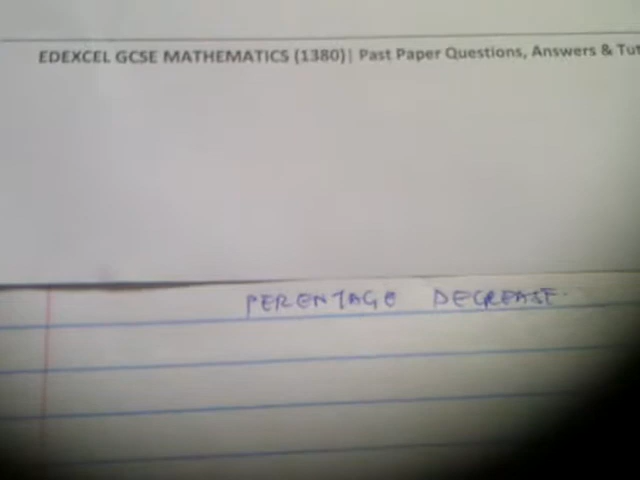 EDEXCEL GCSE MATHEMATICS (1380)| Past Paper Questions, Answers & Tut
PERENTAGE DECREASE.